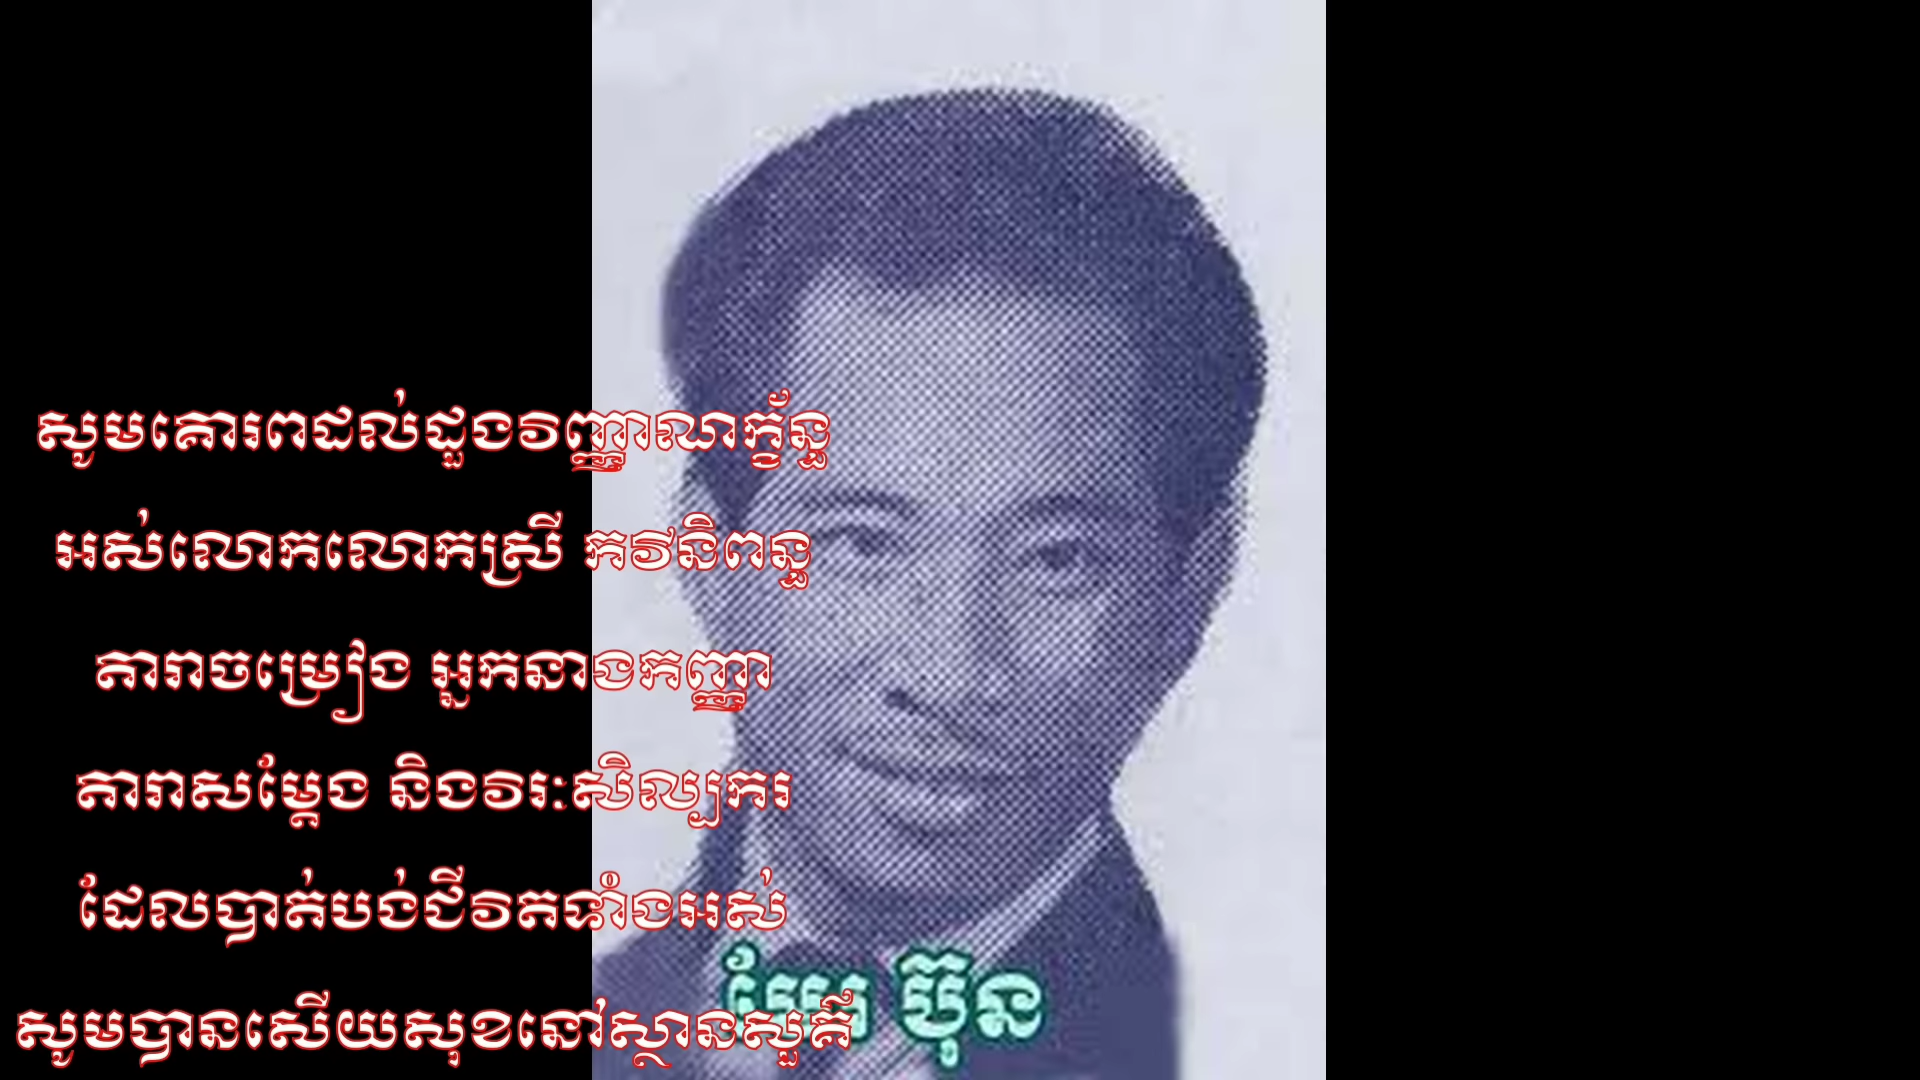 សូមគោរពដល់ដួងវិញ្ញាណក្ខ័ន្ធ
អស់លោកលោកស្រី កវីនិពន្ធ
តារាចម្រៀង អ្នកនាងកញ្ញា
តារាសម្ដែង និងវិរៈសិល្បករ
ដែលបាត់បង់ជីវិតទាំងអស់
សូមបានសើយសុខនៅស្ថានសួគ៌
ប៊ុន